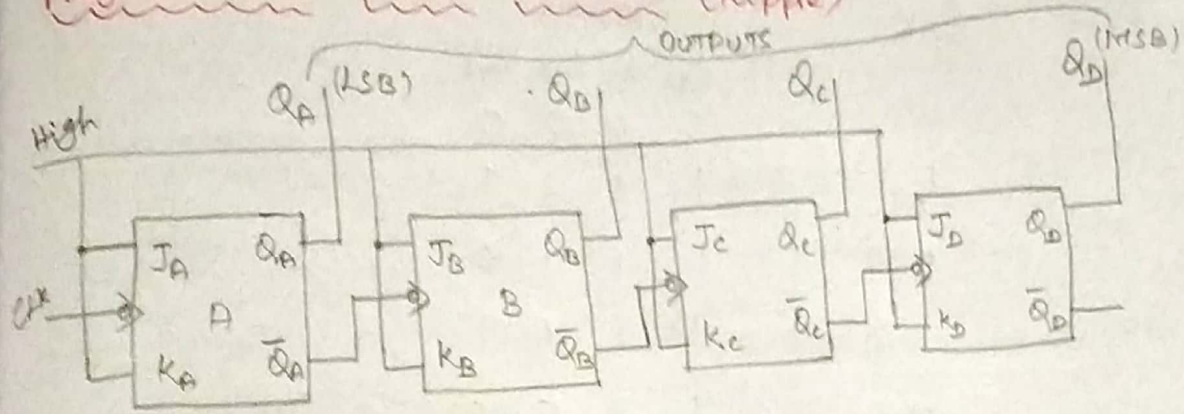 (Ripple)
OUTPUTS
QA (LSB) QB QC QD (MSB)
High
JA QA JB QB JC QC JD QD
CLK A B
KA Q̅A KB Q̅B KC Q̅C KD Q̅D